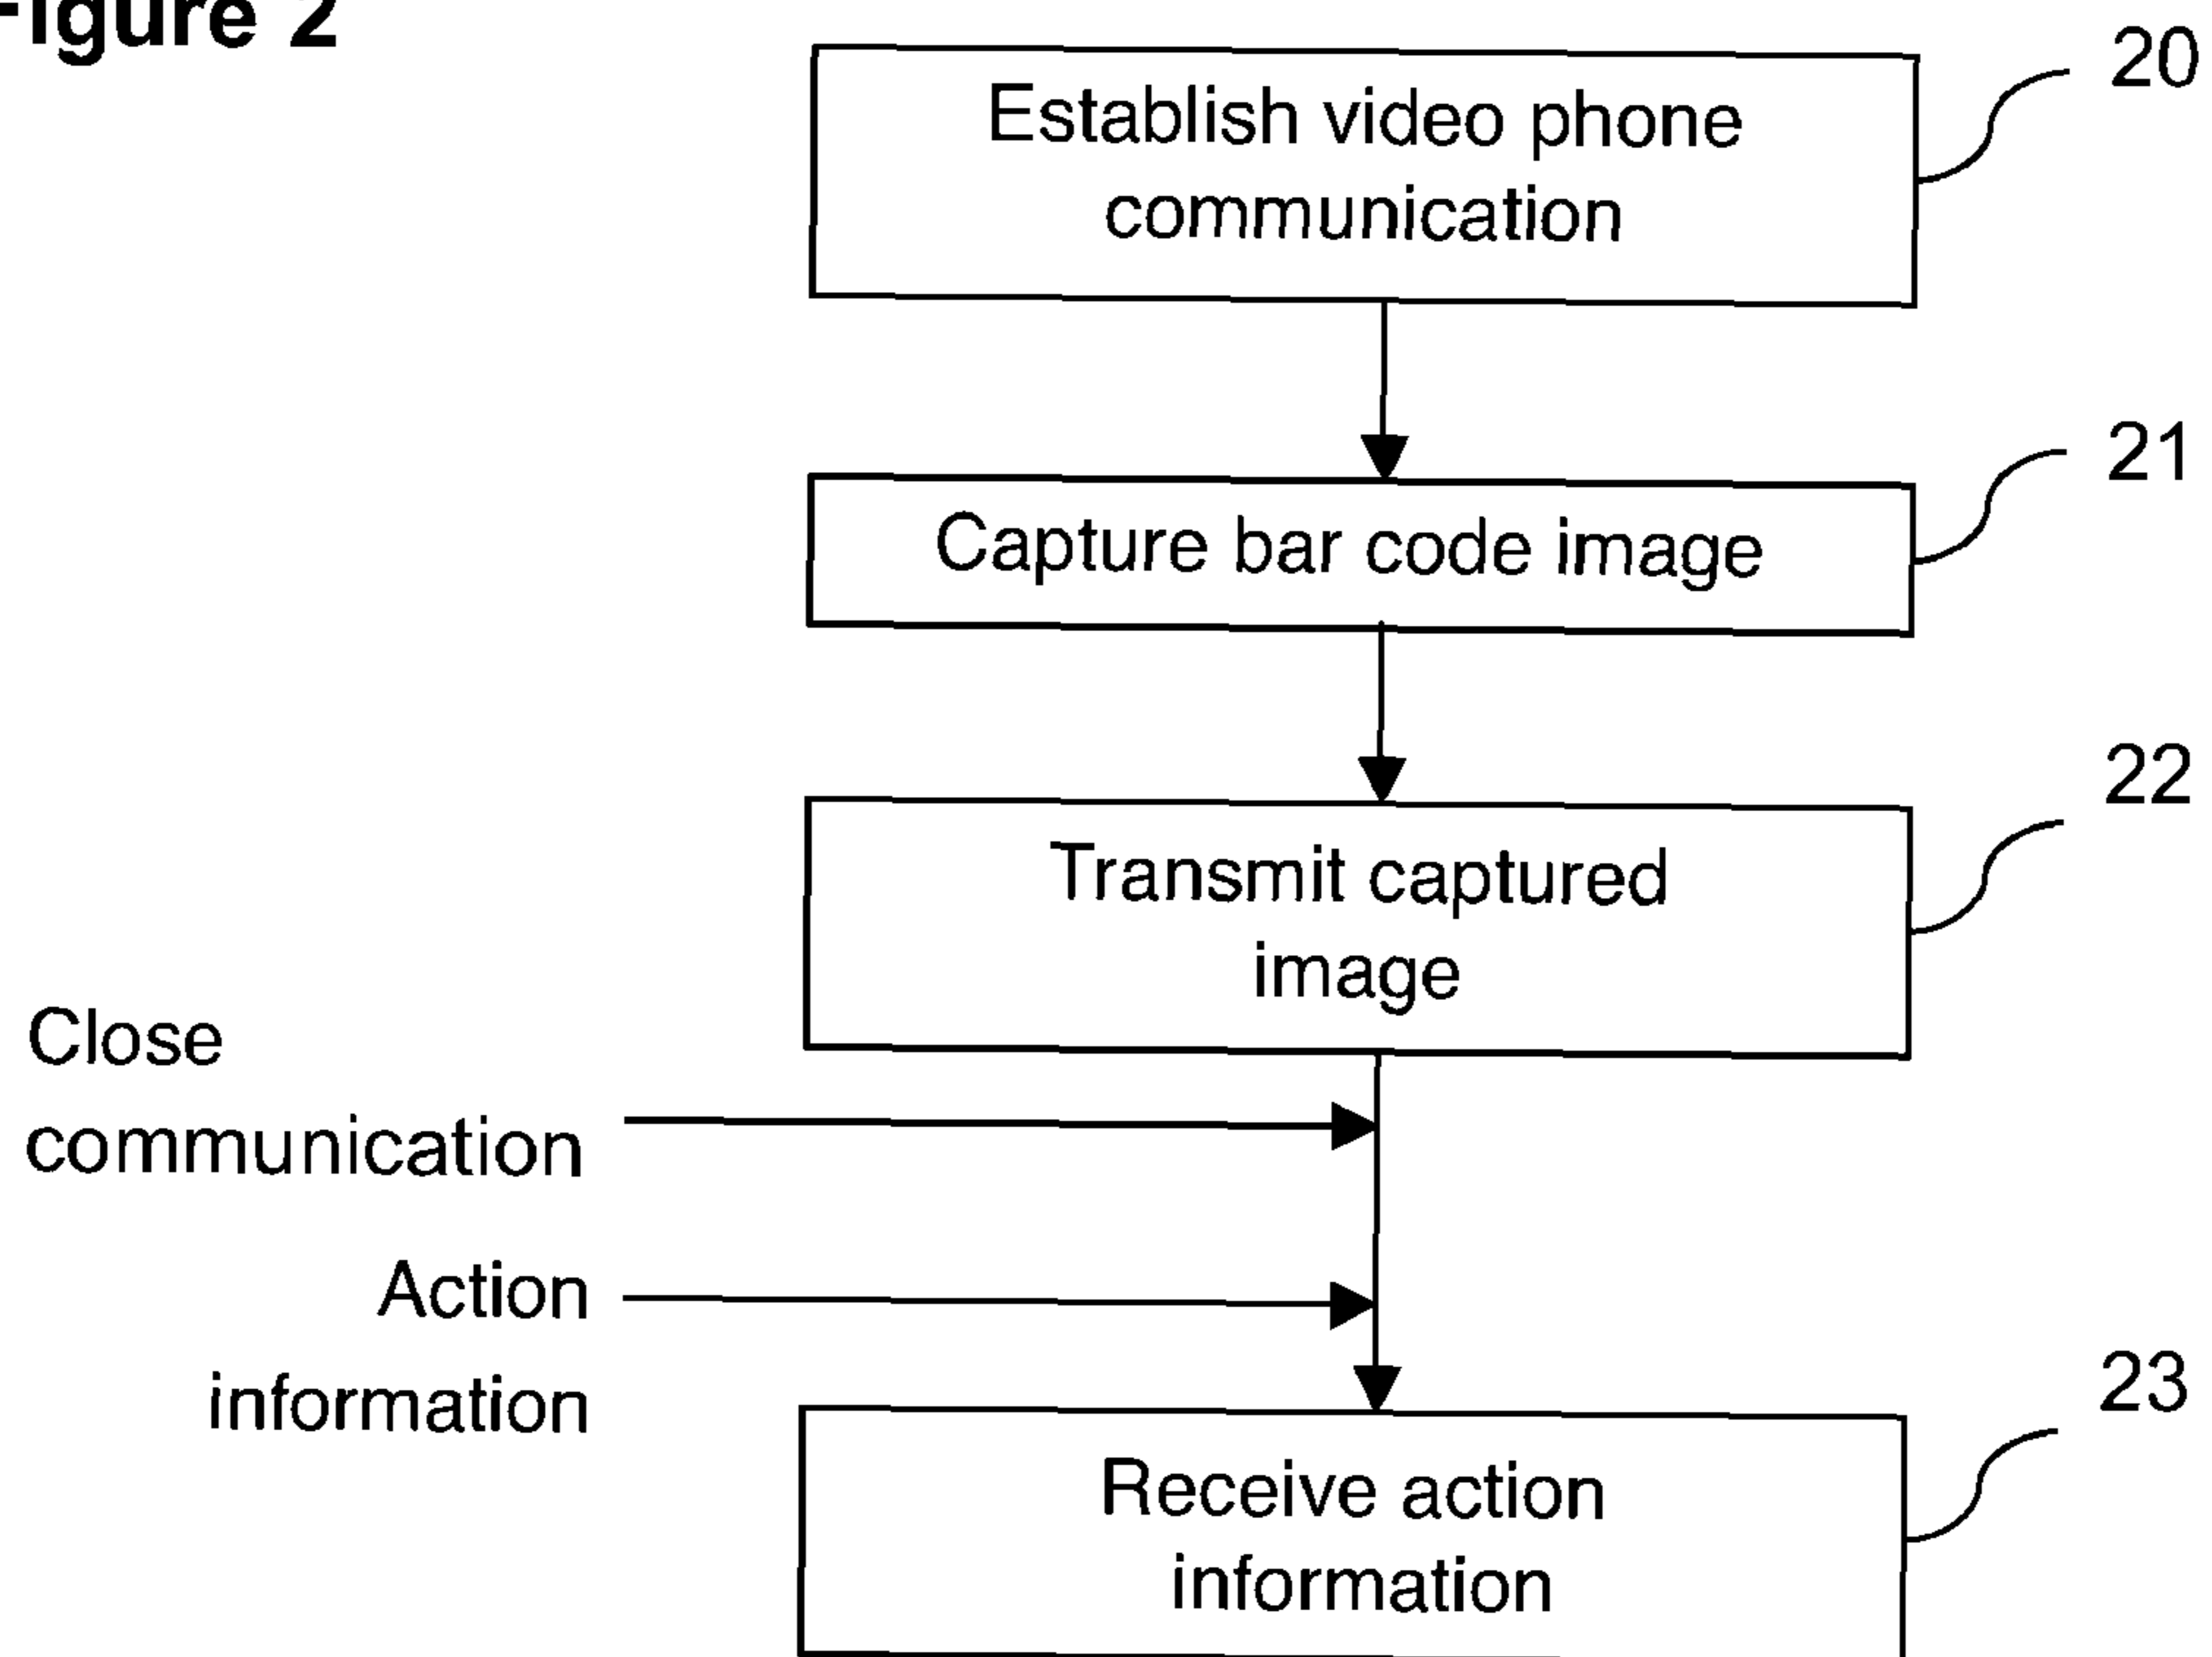 Figure 2
20
Establish video phone
communication
21
Capture bar code image
22
Transmit captured
image
Close
communication
Action
information
23
Receive action
information